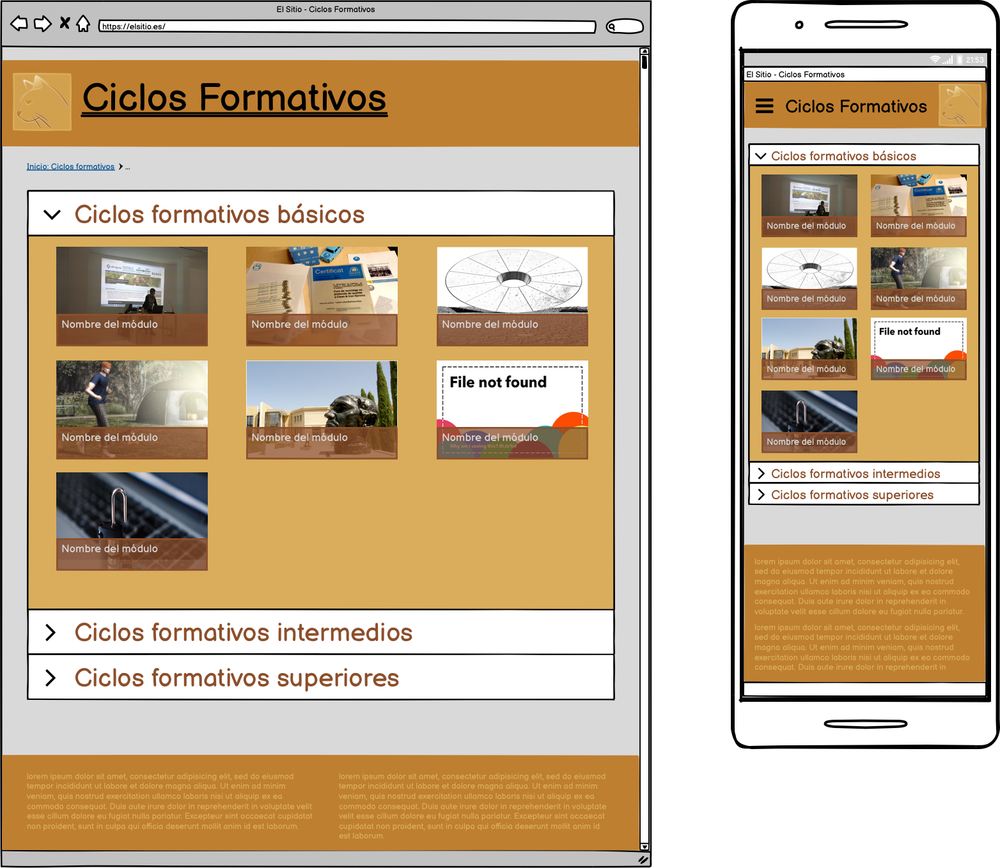 El Sitio - Ciclos Formativos
https://elsitio.es/
Ciclos Formativos
Inicio: Ciclos formativos
...
Ciclos formativos básicos
Certificat
Nombre del módulo
Nombre del módulo
Nombre del módulo
File not found
Nombre del módulo
Nombre del módulo
Nombre del módulo
Why am I seeing this?
Nombre del módulo
Ciclos formativos intermedios
Ciclos formativos superiores
lorem ipsum dolor sit amet, consectetur adipisicing elit, sed do eiusmod
tempor incididunt ut labore et dolore magna aliqua. Ut enim ad minim
veniam, quis nostrud exercitation ullamco laboris nisi ut aliquip ex ea
commodo consequat. Duis aute irure dolor in reprehenderit in voluptate velit
esse cillum dolore eu fugiat nulla pariatur. Excepteur sint occaecat cupidatat
non proident, sunt in culpa qui officia deserunt mollit anim id est laborum.
lorem ipsum dolor sit amet, consectetur adipisicing elit, sed do eiusmod
tempor incididunt ut labore et dolore magna aliqua. Ut enim ad minim
veniam, quis nostrud exercitation ullamco laboris nisi ut aliquip ex ea
commodo consequat. Duis aute irure dolor in reprehenderit in voluptate
velit esse cillum dolore eu fugiat nulla pariatur. Excepteur sint occaecat
cupidatat non proident, sunt in culpa qui officia deserunt mollit anim id
est laborum.
21:53
El Sitio - Ciclos Formativos
Ciclos Formativos
Ciclos formativos básicos
Certificat
Nombre del módulo
Nombre del módulo
Nombre del módulo
Nombre del módulo
File not found
Nombre del módulo
Nombre del módulo
Nombre del módulo
Ciclos formativos intermedios
Ciclos formativos superiores
lorem ipsum dolor sit amet, consectetur adipisicing elit,
sed do eiusmod tempor incididunt ut labore et dolore
magna aliqua. Ut enim ad minim veniam, quis nostrud
exercitation ullamco laboris nisi ut aliquip ex ea commodo
consequat. Duis aute irure dolor in reprehenderit in
voluptate velit esse cillum dolore eu fugiat nulla pariatur.
lorem ipsum dolor sit amet, consectetur adipisicing elit,
sed do eiusmod tempor incididunt ut labore et dolore
magna aliqua. Ut enim ad minim veniam, quis nostrud
exercitation ullamco laboris nisi ut aliquip ex ea commodo
consequat. Duis aute irure dolor in reprehenderit in